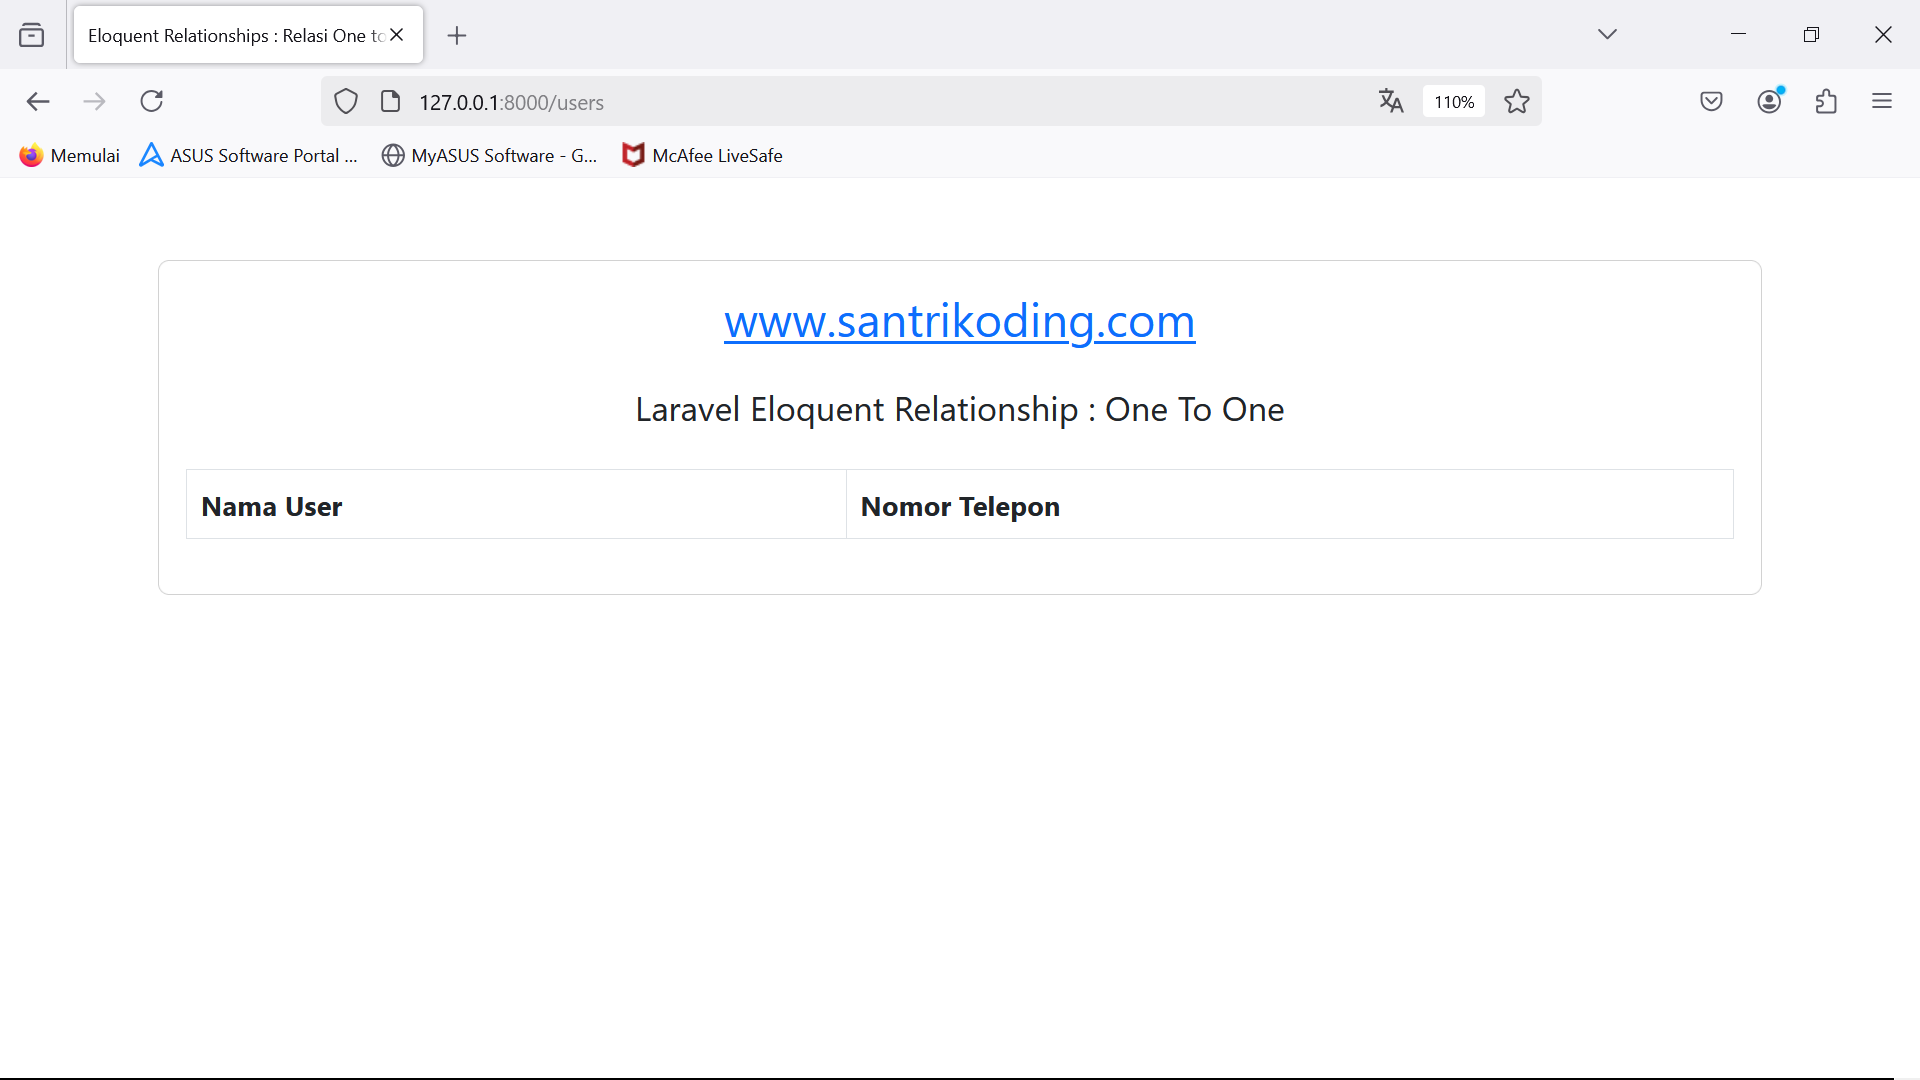 Eloquent Relationships : Relasi One to
127.0.0.1:8000/users
110%
Memulai
ASUS Software Portal ...
MyASUS Software - G...
McAfee LiveSafe
www.santrikoding.com
Laravel Eloquent Relationship : One To One
Nama User
Nomor Telepon